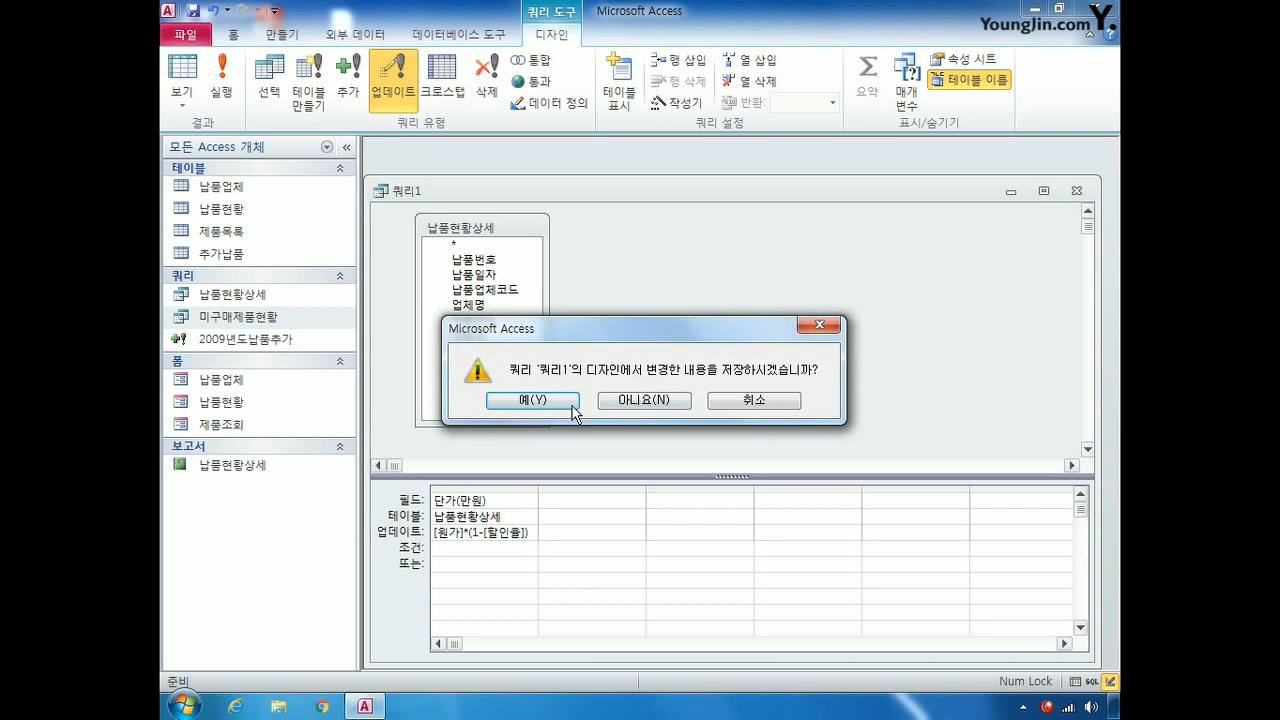 쿼리 도구
Microsoft Access
YoungJin.com Y.
파일
홈
만들기
외부 데이터
데이터베이스 도구
디자인
보기
실행
결과
선택
테이블
만들기
추가
업데이트
크로스탭
삭제
통합
통과
데이터 정의
쿼리 유형
테이블
표시
행 삽입
행 삭제
작성기
열 삽입
열 삭제
반환:
쿼리 설정
요약
매개
변수
속성 시트
테이블 이름
표시/숨기기
모든 Access 개체
테이블
납품업체
납품현황
제품목록
추가납품
쿼리
납품현황상세
미구매제품현황
2009년도납품추가
폼
납품업체
납품현황
제품조회
보고서
납품현황상세
쿼리1
납품현황상세
*
납품번호
납품일자
납품업체코드
업체명
Microsoft Access
쿼리 '쿼리1'의 디자인에서 변경한 내용을 저장하시겠습니까?
예(Y)
아니요(N)
취소
필드: 단가(만원)
테이블: 납품현황상세
업데이트: [원가]*(1-[할인율])
조건:
또는:
준비
Num Lock
SQL